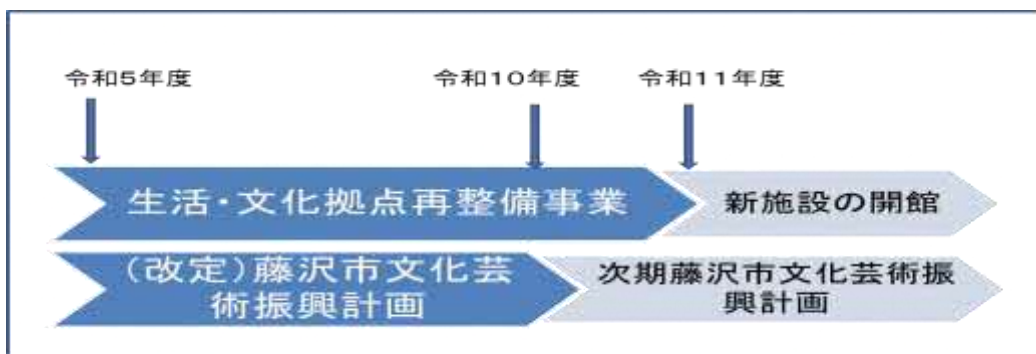 令和5年度
令和10年度
令和11年度
生活・文化拠点再整備事業
新施設の開館
(改定)藤沢市文化芸
術振興計画
次期藤沢市文化芸術振
興計画